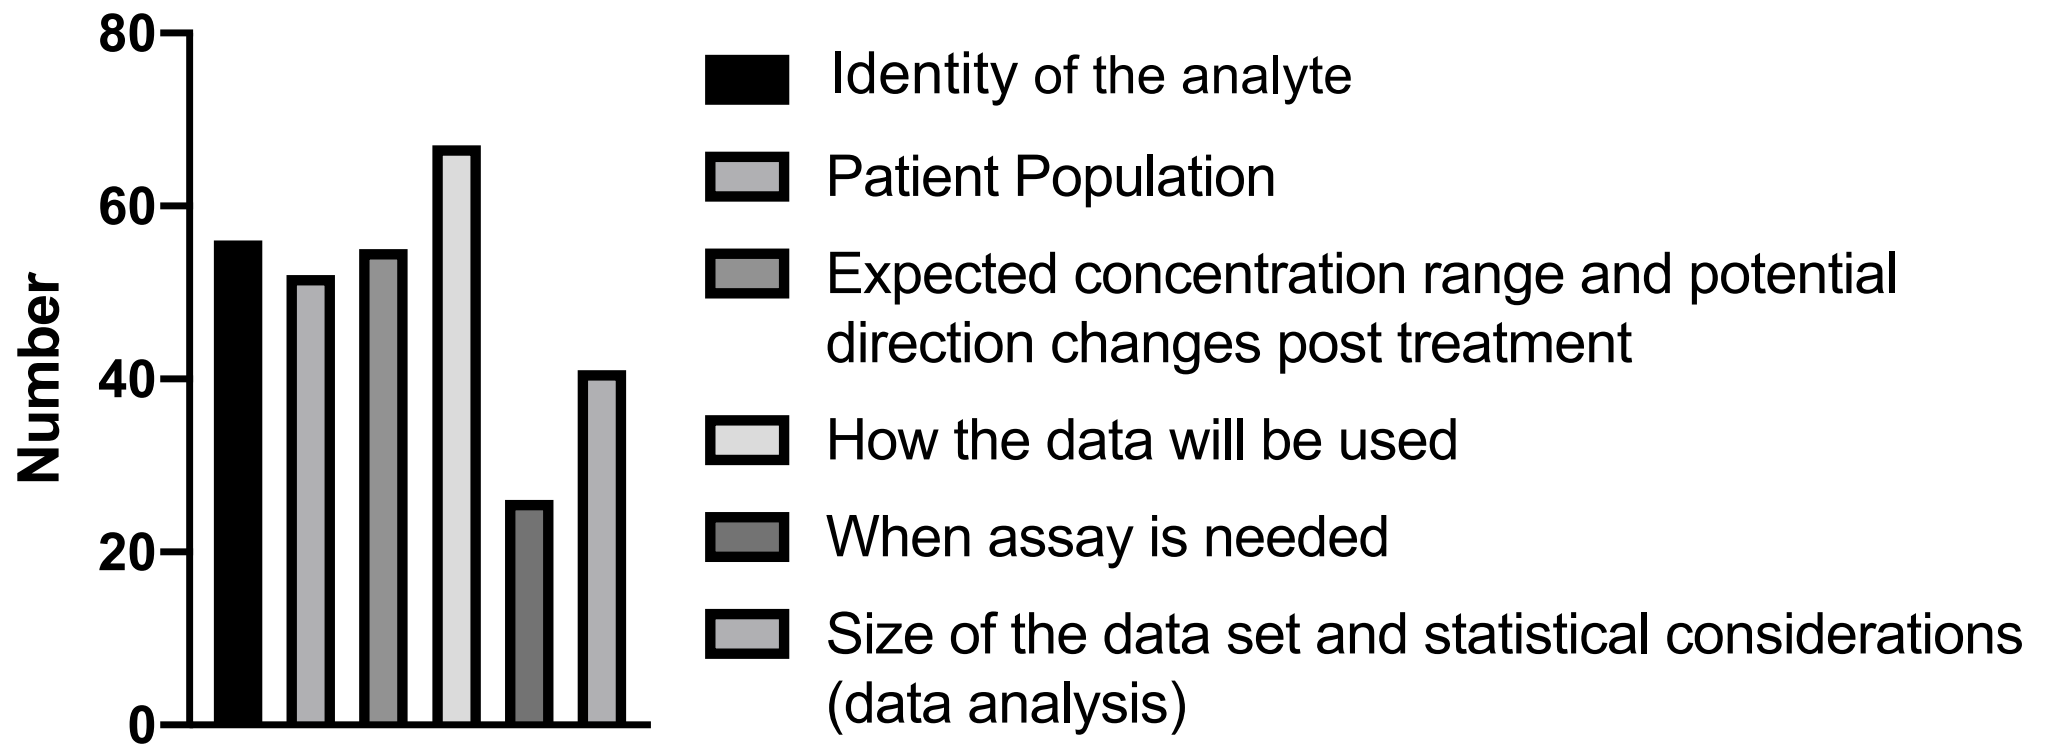 80
60
40
20
0
Number
Identity of the analyte
Patient Population
Expected concentration range and potential
direction changes post treatment
How the data will be used
When assay is needed
Size of the data set and statistical considerations
(data analysis)